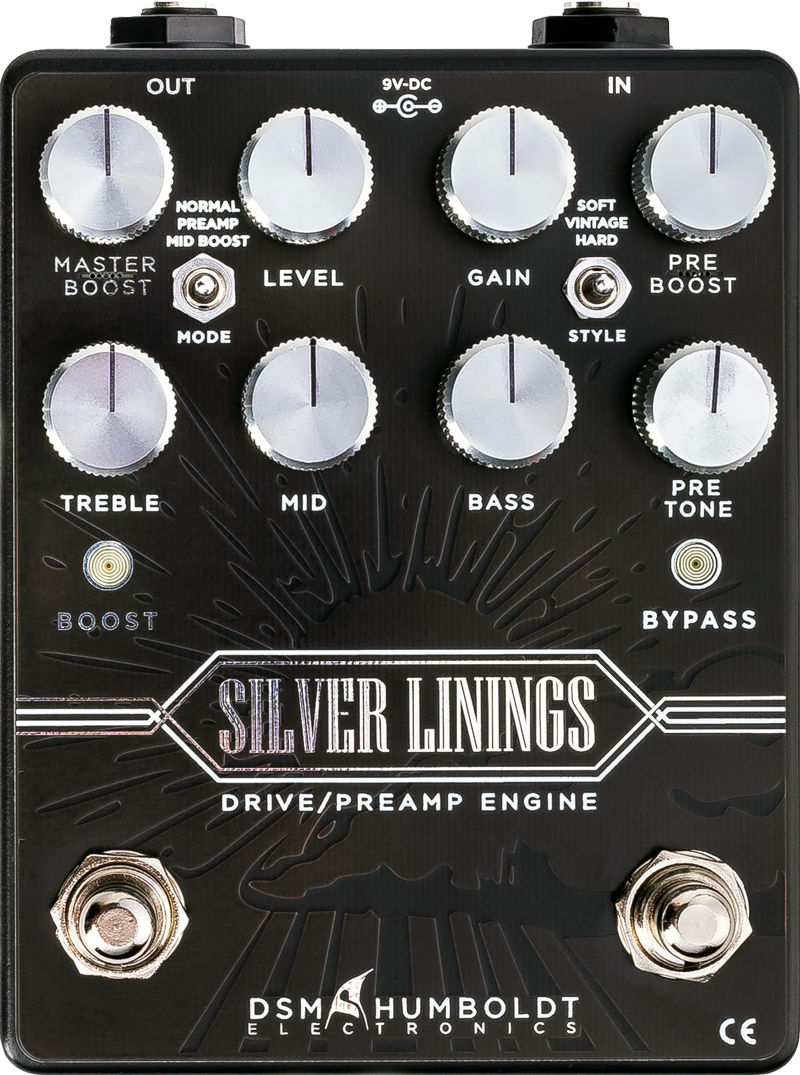 OUT
9V-DC
IN
NORMAL
PREAMP
MID BOOST
SOFT
VINTAGE
HARD
MASTER
BOOST
LEVEL
GAIN
PRE
BOOST
MODE
STYLE
TREBLE
MID
BASS
PRE
TONE
BOOST
BYPASS
SILVER LININGS
DRIVE/PREAMP ENGINE
DSM HUMBOLDT
ELECTRONICS
CE